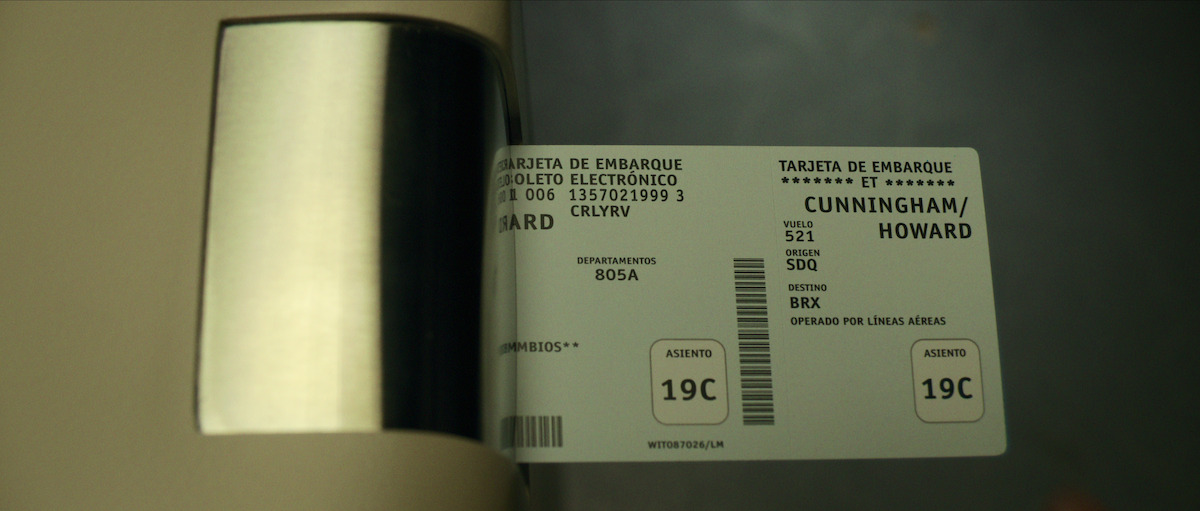 TARJETA DE EMBARQUE
OLETO ELECTRÓNICO
006 1357021999 3
CRLYRV
DEPARTAMENTOS
805A
ASIENTO
19C
WIT087026/LM
TARJETA DE EMBARQUE
******* ET *******
CUNNINGHAM/
HOWARD
VUELO
521
ORIGEN
SDQ
DESTINO
BRX
OPERADO POR LÍNEAS AÉREAS
ASIENTO
19C